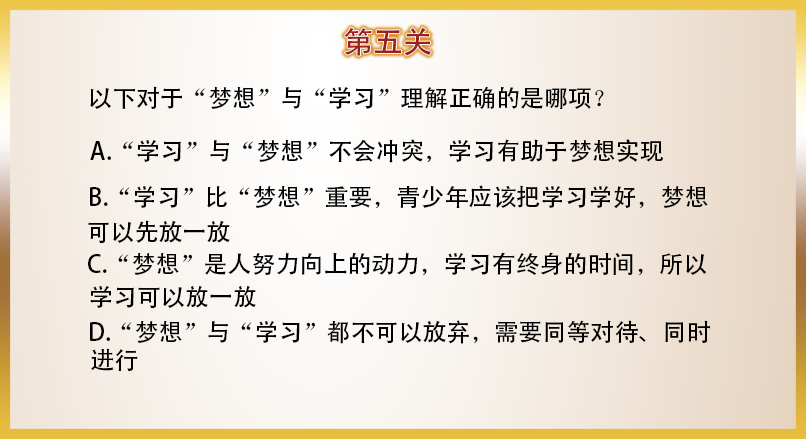 第五关
以下对于“梦想”与“学习”理解正确的是哪项？
A.“学习”与“梦想”不会冲突，学习有助于梦想实现
B.“学习”比“梦想”重要，青少年应该把学习学好，梦想
可以先放一放
C.“梦想”是人努力向上的动力，学习有终身的时间，所以
学习可以放一放
D.“梦想”与“学习”都不可以放弃，需要同等对待、同时
进行